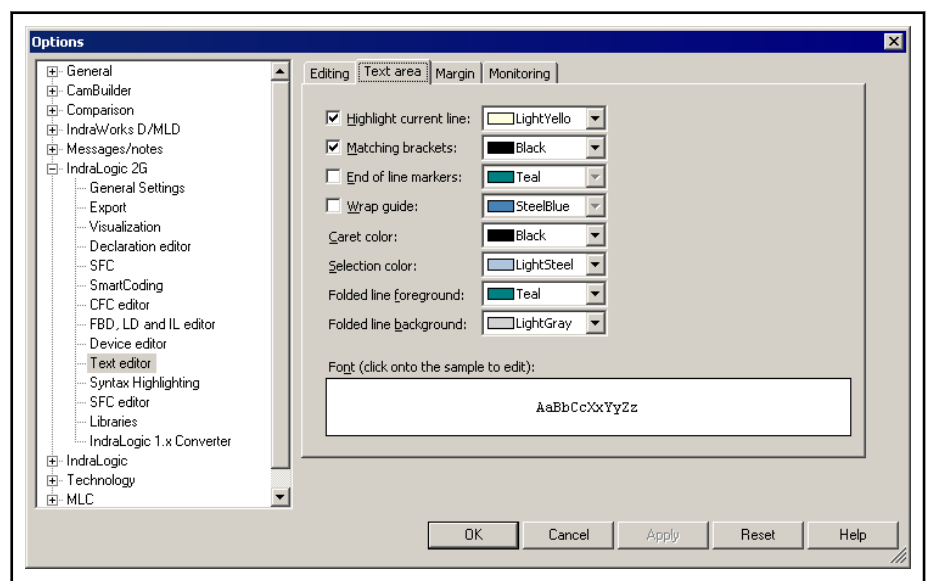 Options
General
CamBuilder
Comparison
IndraWorks D/MLD
Messages/notes
IndraLogic 2G
General Settings
Export
Visualization
Declaration editor
SFC
SmartCoding
CFC editor
FBD, LD and IL editor
Device editor
Text editor
Syntax Highlighting
SFC editor
Libraries
IndraLogic 1.x Converter
IndraLogic
Technology
MLC
Editing Text area Margin Monitoring
Highlight current line: LightYello
Matching brackets: Black
End of line markers: Teal
Wrap guide: SteelBlue
Caret color: Black
Selection color: LightSteel
Folded line foreground: Teal
Folded line background: LightGray
Font (click onto the sample to edit):
AaBbCcXxYyZz
OK Cancel Apply Reset Help